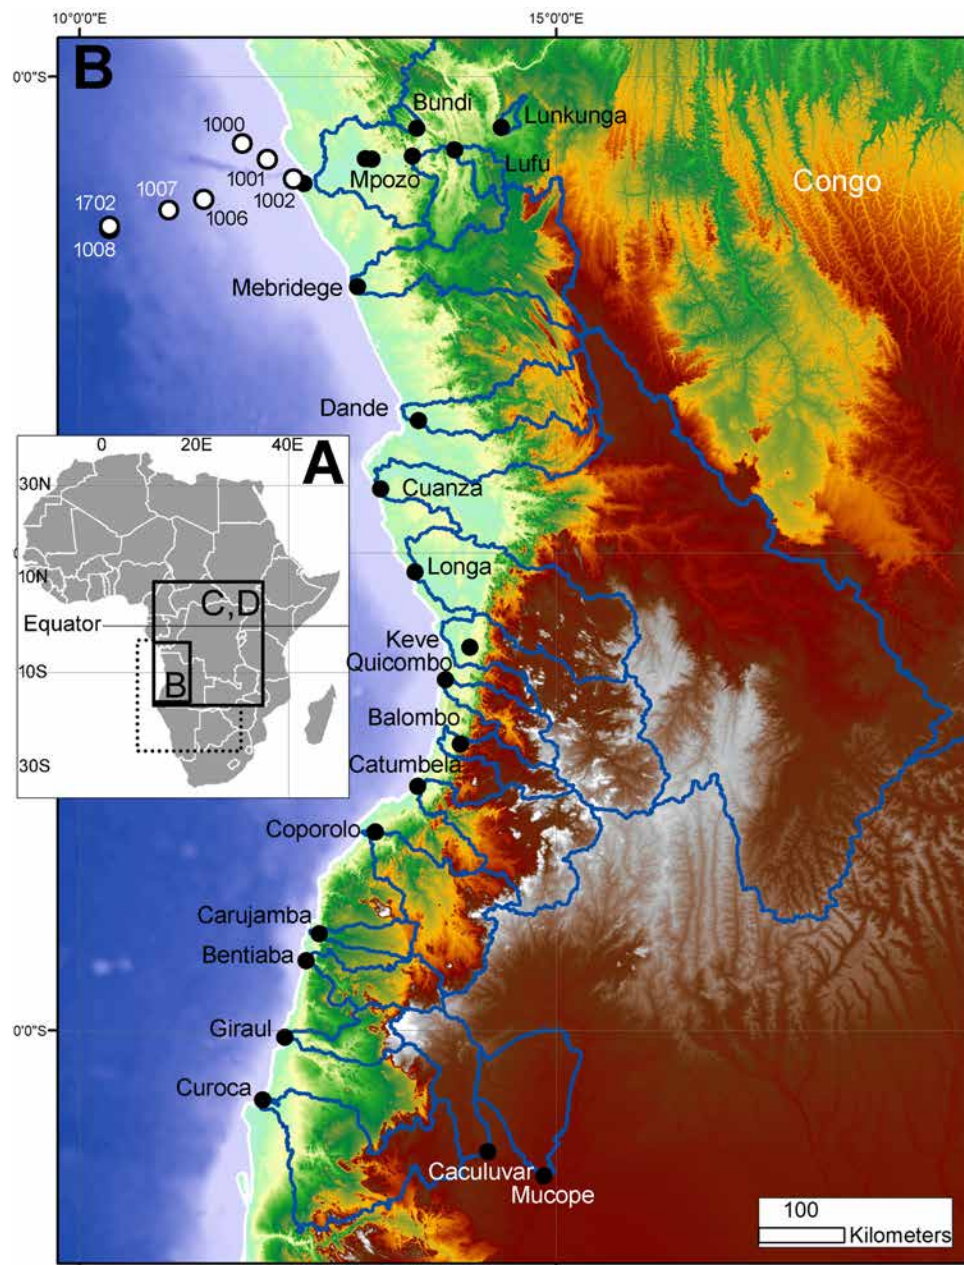 10°0'0"E
15°0'0"E
B
0'0"S
Bundi
Lunkunga
1000
1001
Mpozo
Lufu
1002
Congo
1007
1006
1702
1008
Mebridege
Dande
0
20E
40E
A
30N
Cuanza
10N
C,D
Longa
Equator
Keve
Quicombo
10S
B
Balombo
Catumbela
30S
Coporolo
Carujamba
Bentiaba
0'0"S
Giraul
Curoca
Caculuvar
Mucope
100
Kilometers